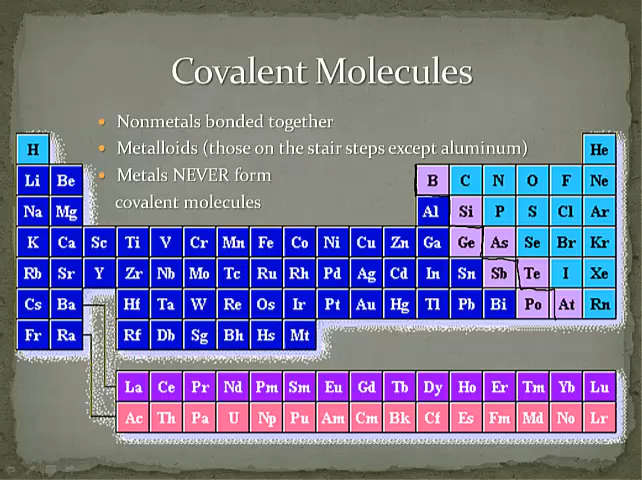 Covalent Molecules
Nonmetals bonded together
Metalloids (those on the stair steps except aluminum)
Metals NEVER form
covalent molecules
H He
Li Be B C N O F Ne
Na Mg Al Si P S Cl Ar
K Ca Sc Ti V Cr Mn Fe Co Ni Cu Zn Ga Ge As Se Br Kr
Rb Sr Y Zr Nb Mo Tc Ru Rh Pd Ag Cd In Sn Sb Te I Xe
Cs Ba Hf Ta W Re Os Ir Pt Au Hg Tl Pb Bi Po At Rn
Fr Ra Rf Db Sg Bh Hs Mt
La Ce Pr Nd Pm Sm Eu Gd Tb Dy Ho Er Tm Yb Lu
Ac Th Pa U Np Pu Am Cm Bk Cf Es Fm Md No Lr